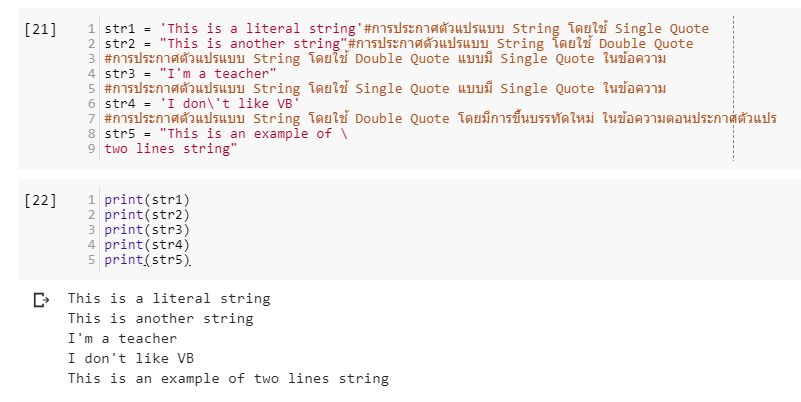 [21]
1 str1 = 'This is a literal string'#การประกาศตัวแปรแบบ String โดยใช้ Single Quote
2 str2 = "This is another string"#การประกาศตัวแปรแบบ String โดยใช้ Double Quote
3 #การประกาศตัวแปรแบบ String โดยใช้ Double Quote แบบมี Single Quote ในข้อความ
4 str3 = "I'm a teacher"
5 #การประกาศตัวแปรแบบ String โดยใช้ Single Quote แบบมี Single Quote ในข้อความ
6 str4 = 'I don\'t like VB'
7 #การประกาศตัวแปรแบบ String โดยใช้ Double Quote โดยมีการขึ้นบรรทัดใหม่ ในข้อความตอนประกาศตัวแปร
8 str5 = "This is an example of \
9 two lines string"
[22]
1 print(str1)
2 print(str2)
3 print(str3)
4 print(str4)
5 print(str5)
This is a literal string
This is another string
I'm a teacher
I don't like VB
This is an example of two lines string